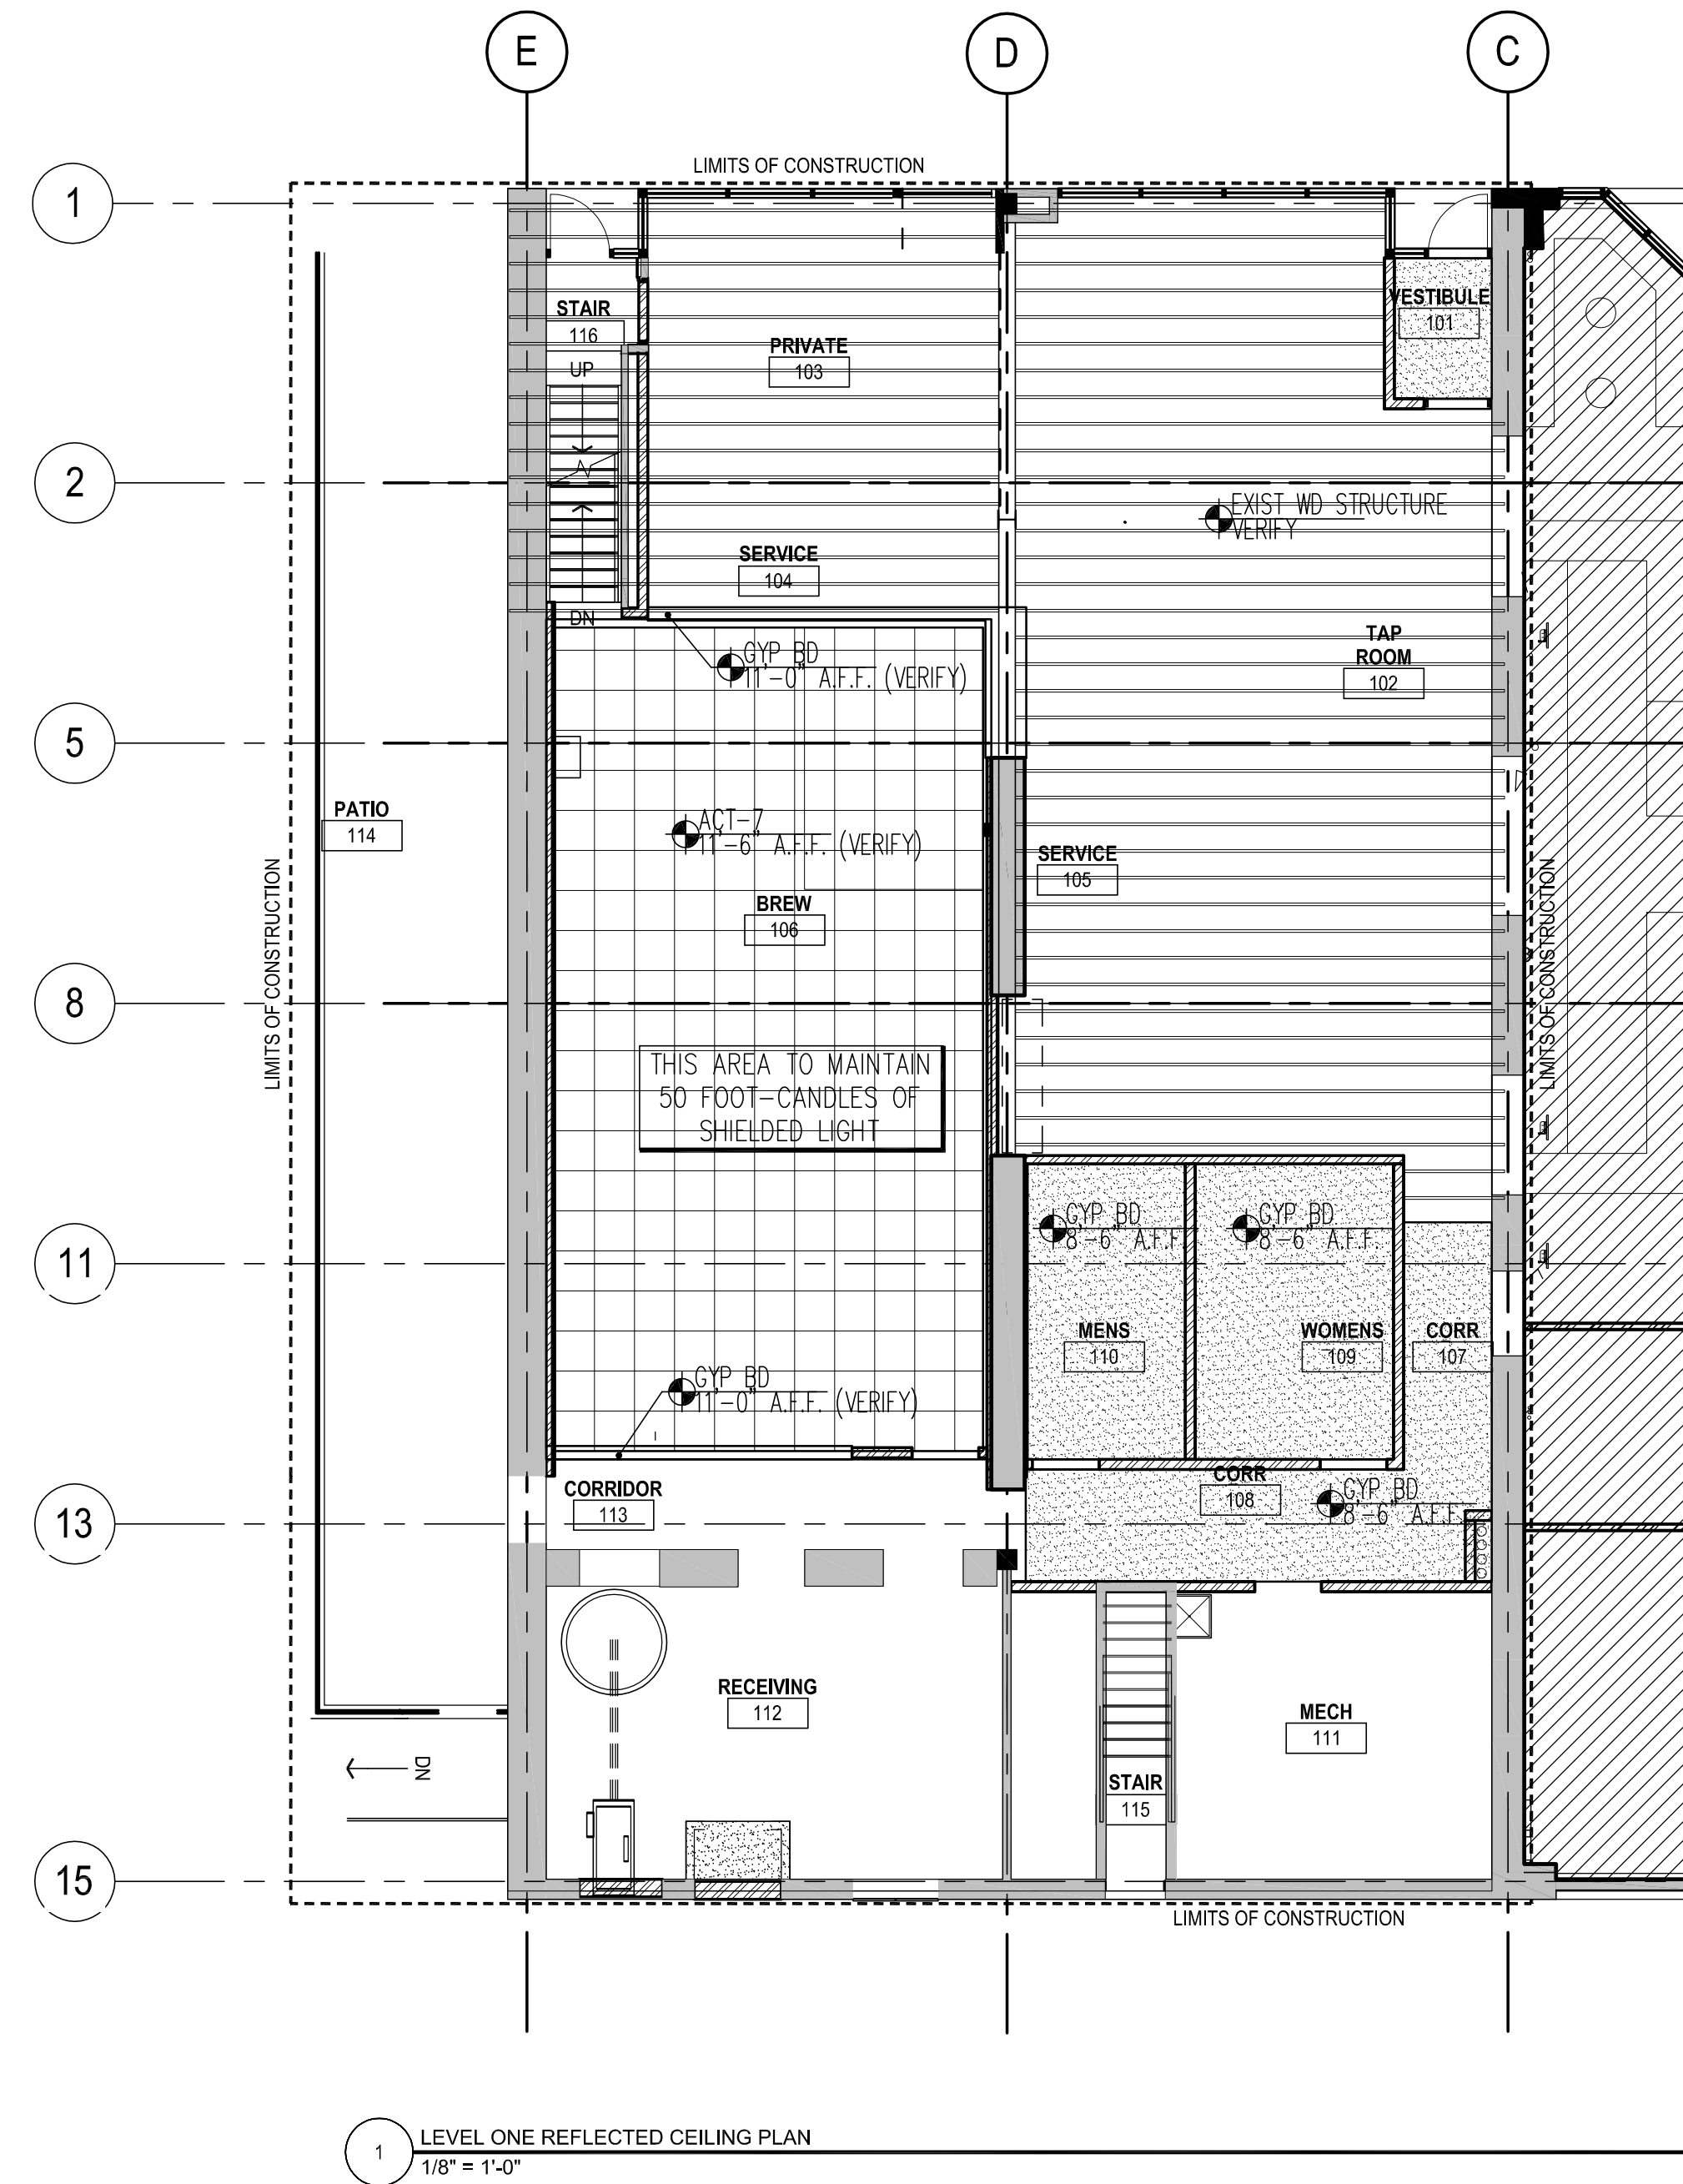 E
D
C
LIMITS OF CONSTRUCTION
1
STAIR
116
UP
PRIVATE
103
VESTIBULE
101
2
EXIST WD STRUCTURE
VERIFY
SERVICE
104
DN
GYP BD
11'-0" A.F.F. (VERIFY)
TAP
ROOM
102
5
PATIO
114
ACT-7
11'-6" A.F.F. (VERIFY)
SERVICE
105
BREW
106
LIMITS OF CONSTRUCTION
LIMITS OF CONSTRUCTION
8
THIS AREA TO MAINTAIN
50 FOOT-CANDLES OF
SHIELDED LIGHT
GYP BD
8'-6" A.F.F.
GYP BD
8'-6" A.F.F.
11
MENS
110
WOMENS
109
CORR
107
GYP BD
11'-0" A.F.F. (VERIFY)
CORRIDOR
113
CORR
108
GYP BD
8'-6" A.F.F.
13
RECEIVING
112
MECH
111
DN
STAIR
115
15
LIMITS OF CONSTRUCTION
1
LEVEL ONE REFLECTED CEILING PLAN
1/8" = 1'-0"